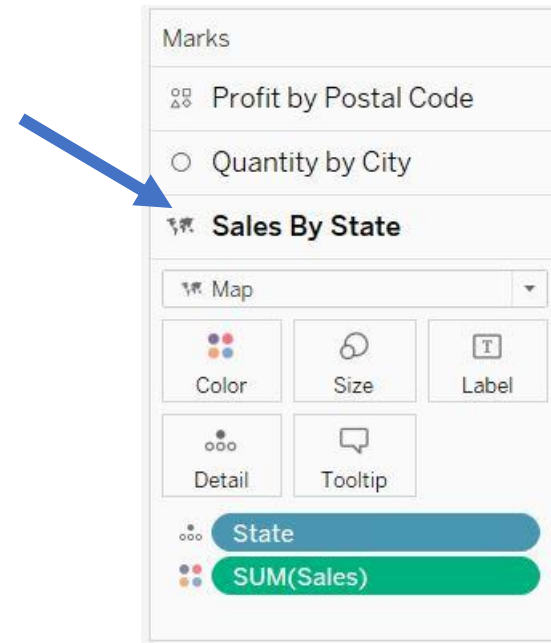 Marks
Profit by Postal Code
Quantity by City
Sales By State
Map
Color Size Label
T
Detail Tooltip
State
SUM(Sales)